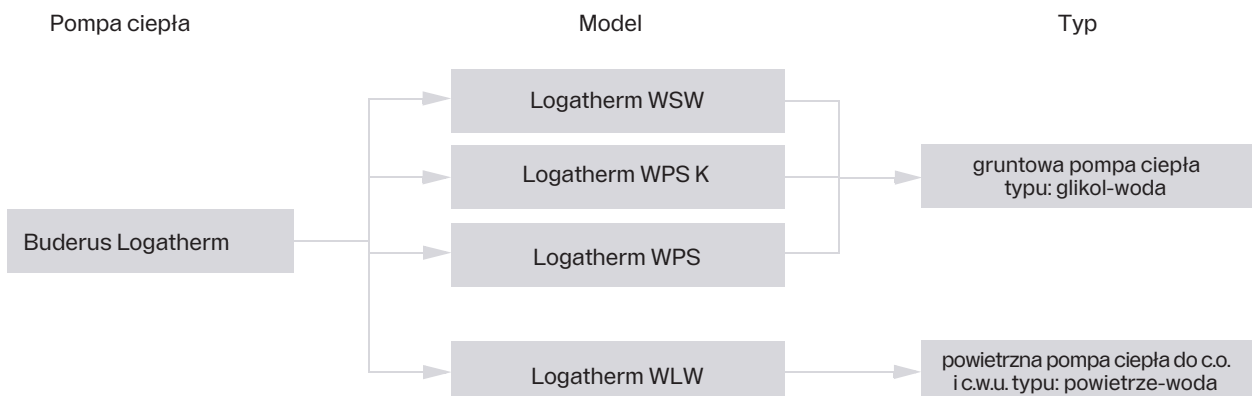 Pompa ciepła
Model
Typ
Logatherm WSW
Logatherm WPS K
gruntowa pompa ciepła
typu: glikol-woda
Buderus Logatherm
Logatherm WPS
Logatherm WLW
powietrzna pompa ciepła do c.o.
i c.w.u. typu: powietrze-woda